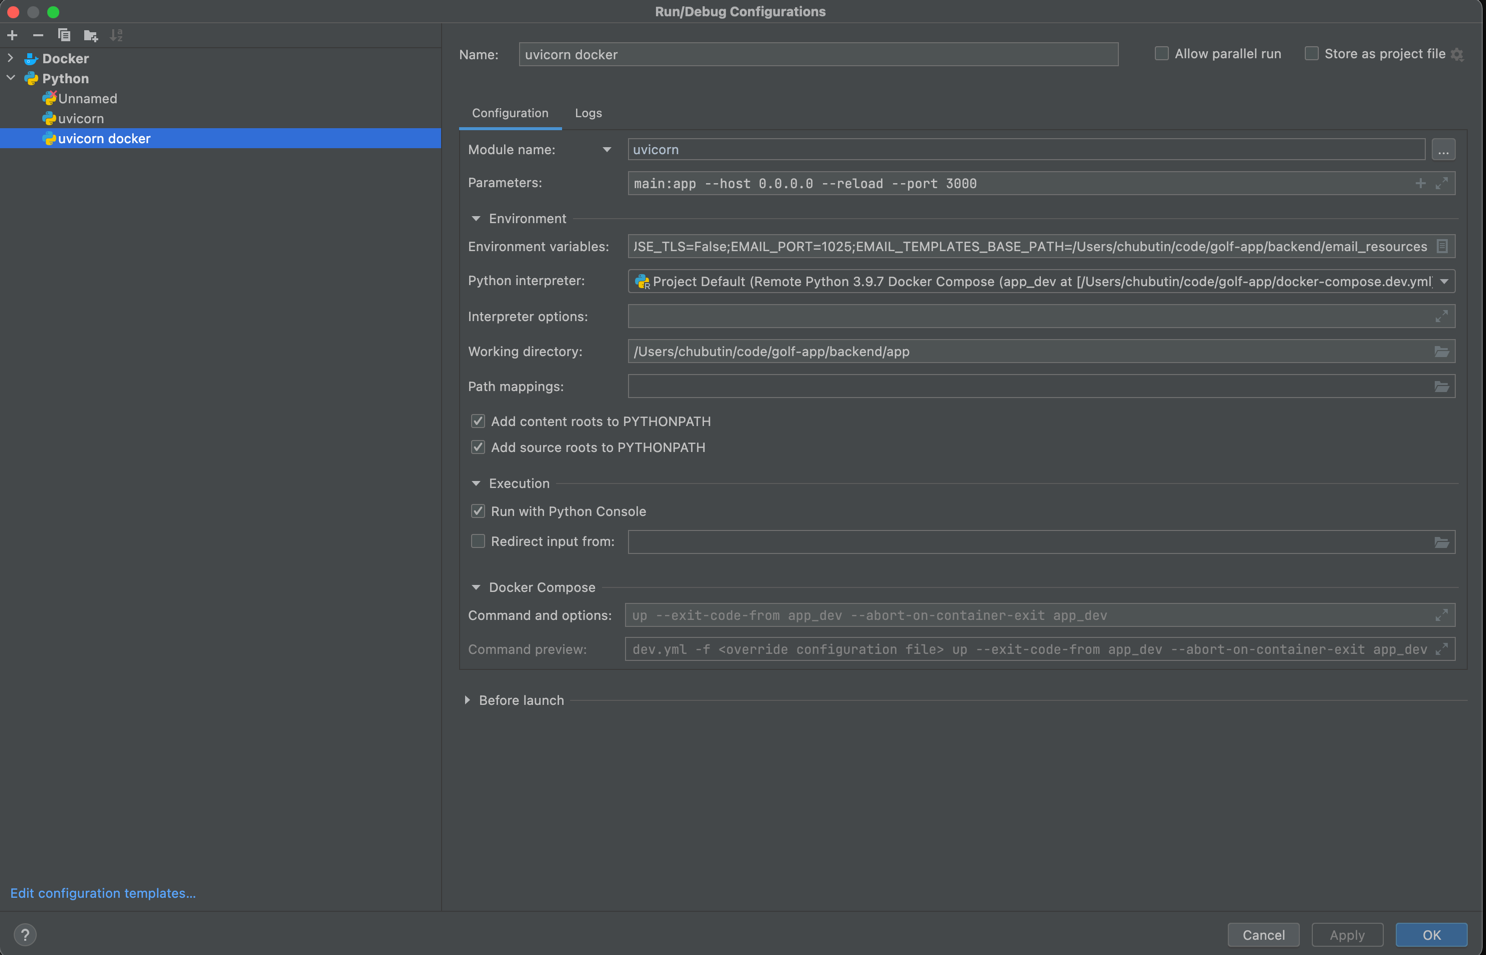 Run/Debug Configurations
Docker
Python
Unnamed
uvicorn
uvicorn docker
Edit configuration templates...
Name: uvicorn docker Allow parallel run Store as project file
Configuration Logs
Module name: uvicorn ...
Parameters: main:app --host 0.0.0.0 --reload --port 3000
Environment
Environment variables: USE_TLS=False;EMAIL_PORT=1025;EMAIL_TEMPLATES_BASE_PATH=/Users/chubutin/code/golf-app/backend/email_resources
Python interpreter: Project Default (Remote Python 3.9.7 Docker Compose (app_dev at [/Users/chubutin/code/golf-app/docker-compose.dev.yml]
Interpreter options:
Working directory: /Users/chubutin/code/golf-app/backend/app
Path mappings:
Add content roots to PYTHONPATH
Add source roots to PYTHONPATH
Execution
Run with Python Console
Redirect input from:
Docker Compose
Command and options: up --exit-code-from app_dev --abort-on-container-exit app_dev
Command preview: dev.yml -f <override configuration file> up --exit-code-from app_dev --abort-on-container-exit app_dev
Before launch
? Cancel Apply OK